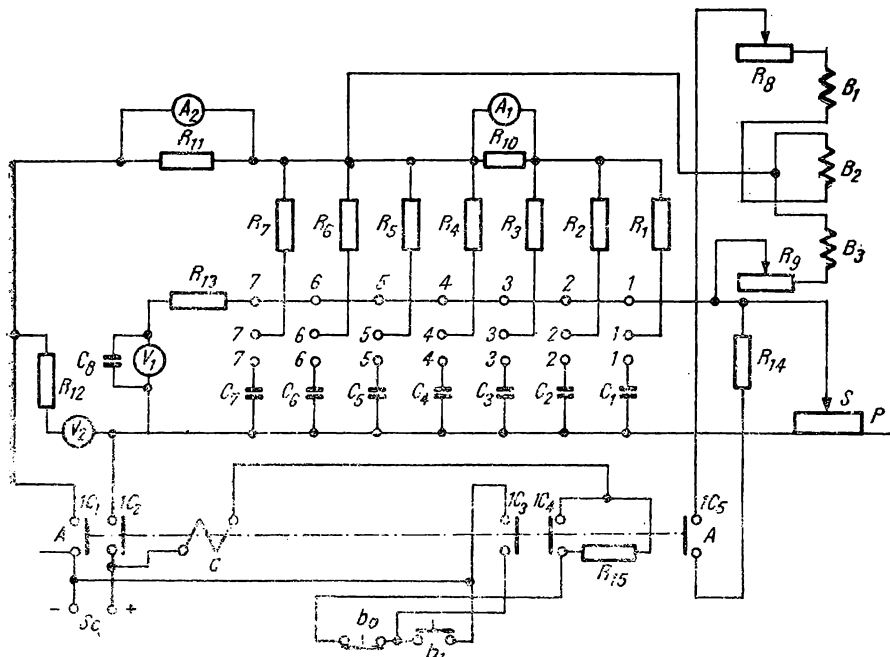 R8 B1
A2 A1
R11 R10
B2
R7 R6 R5 R4 R3 R2 R1
B3
R9
R13 7 6 5 4 3 2 1
C8 V1 7 6 5 4 3 2 1
R14
7 6 5 4 3 2 1
R12 C7 C6 C5 C4 C3 C2 C1
S P
V2
1C1 1C2 1C3 1C4 1C5
A A
C
R15
- Sc +
b0
b1